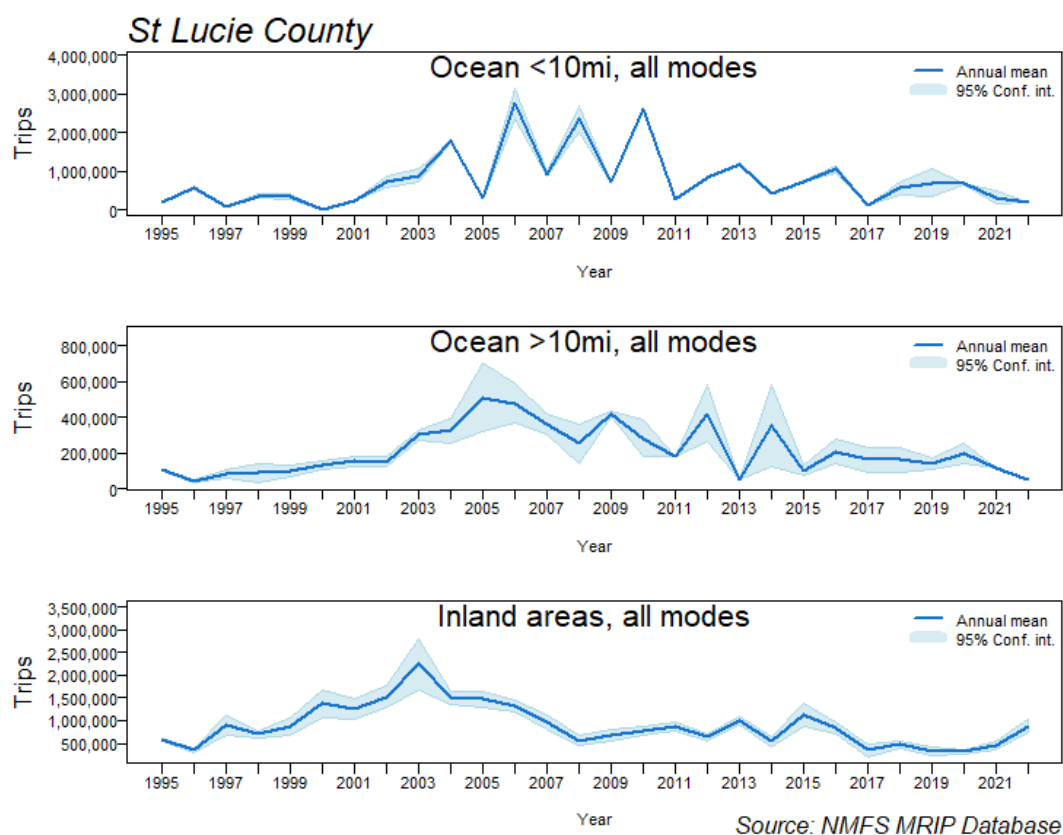 St Lucie County
Ocean <10mi, all modes
Annual mean
95% Conf. int.
4,000,000
3,000,000
2,000,000
1,000,000
0
Trips
1995 1997 1999 2001 2003 2005 2007 2009 2011 2013 2015 2017 2019 2021
Year
Ocean >10mi, all modes
Annual mean
95% Conf. int.
800,000
600,000
400,000
200,000
0
Trips
1995 1997 1999 2001 2003 2005 2007 2009 2011 2013 2015 2017 2019 2021
Year
Inland areas, all modes
Annual mean
95% Conf. int.
3,500,000
3,000,000
2,500,000
2,000,000
1,500,000
1,000,000
500,000
Trips
1995 1997 1999 2001 2003 2005 2007 2009 2011 2013 2015 2017 2019 2021
Year
Source: NMFS MRIP Database